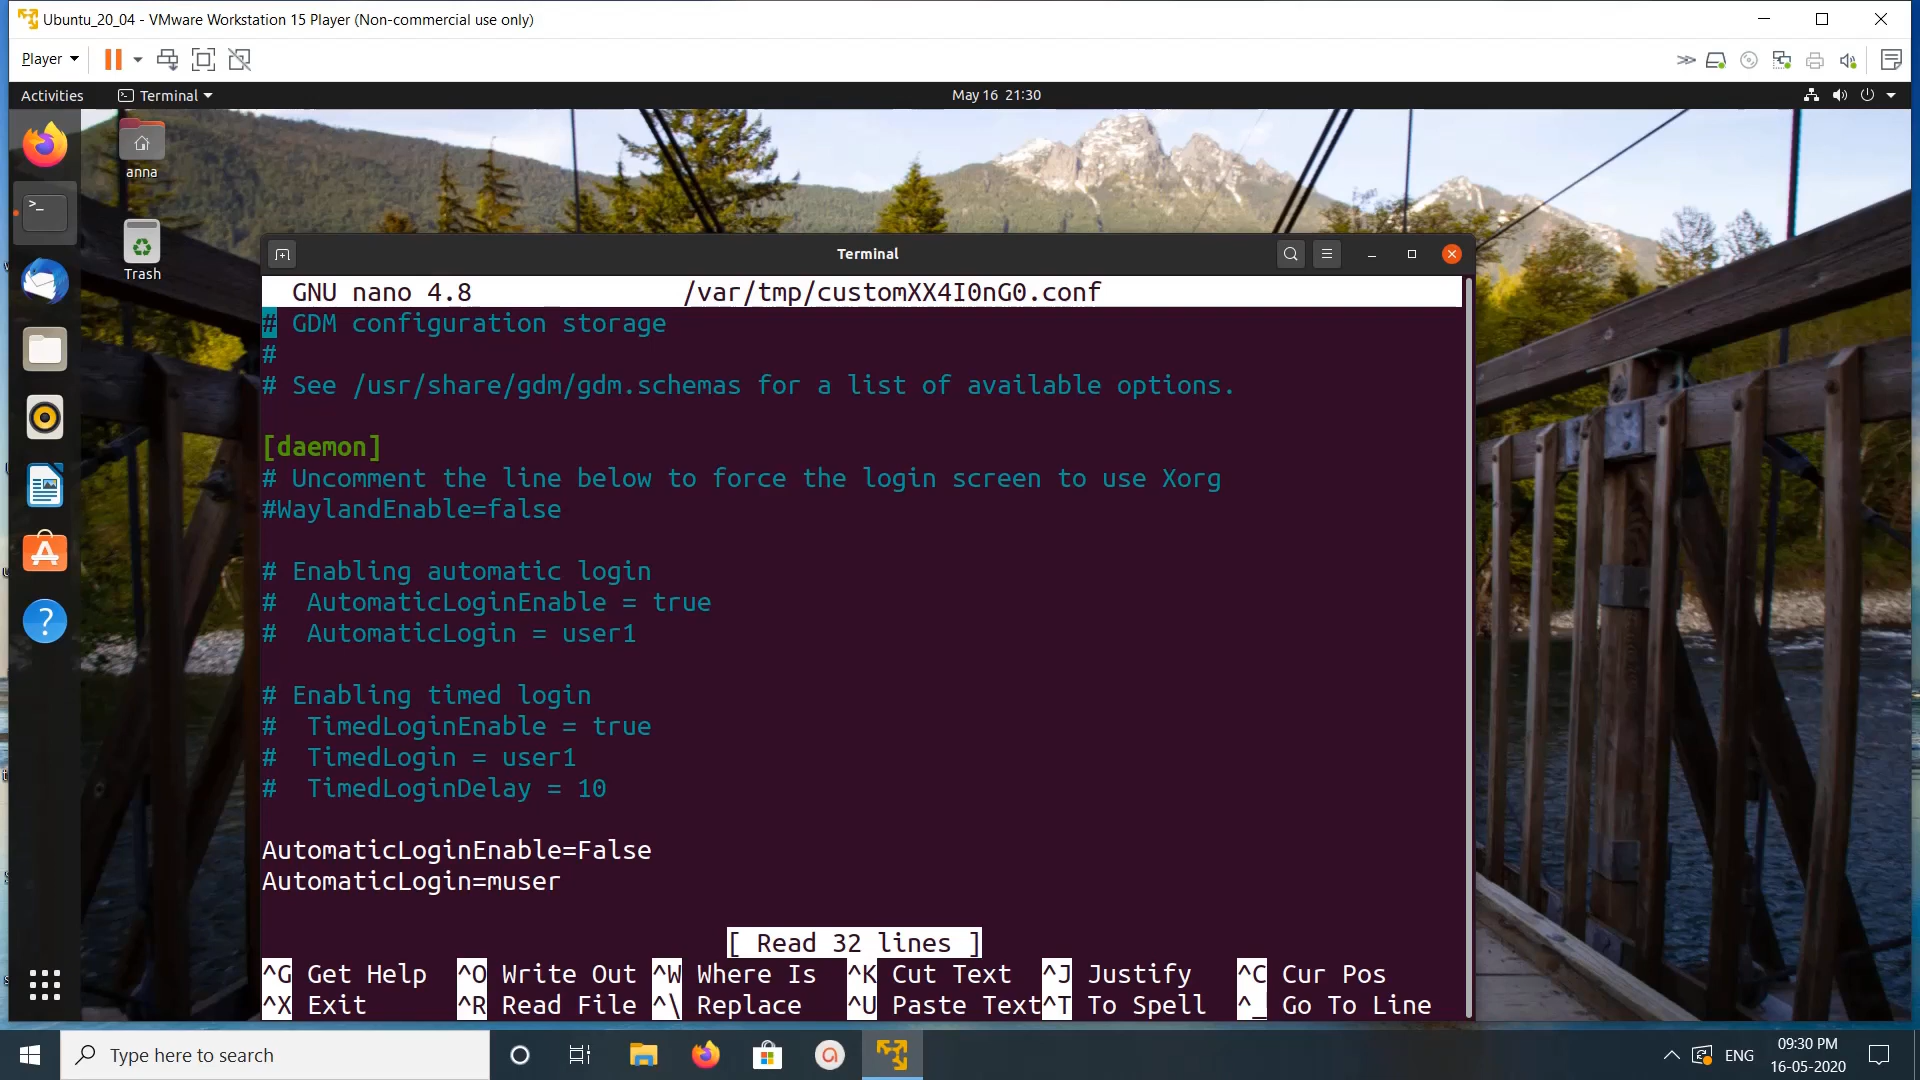 Ubuntu_20_04 - VMware Workstation 15 Player (Non-commercial use only)
Player
Activities
Terminal
May 16 21:30
anna
Trash
Terminal
GNU nano 4.8 /var/tmp/customXX4I0nG0.conf
# GDM configuration storage
#
# See /usr/share/gdm/gdm.schemas for a list of available options.
[daemon]
# Uncomment the line below to force the login screen to use Xorg
#WaylandEnable=false
# Enabling automatic login
#  AutomaticLoginEnable = true
#  AutomaticLogin = user1
# Enabling timed login
#  TimedLoginEnable = true
#  TimedLogin = user1
#  TimedLoginDelay = 10
AutomaticLoginEnable=False
AutomaticLogin=muser
[ Read 32 lines ]
^G Get Help ^O Write Out ^W Where Is ^K Cut Text ^J Justify ^C Cur Pos
^X Exit ^R Read File ^\ Replace ^U Paste Text^T To Spell ^_ Go To Line
Type here to search
ENG
09:30 PM
16-05-2020